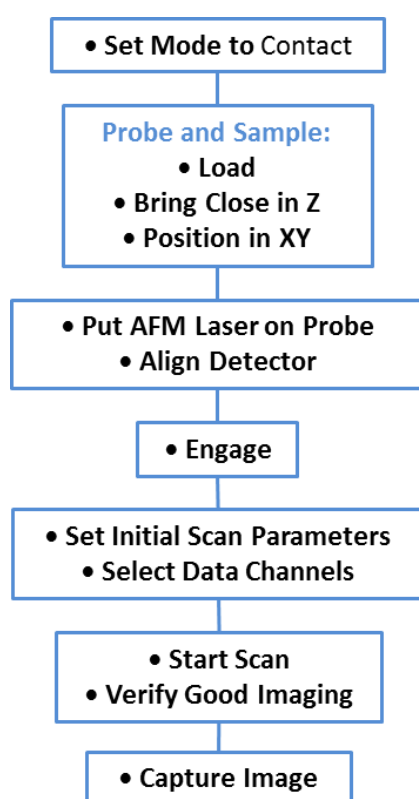 • Set Mode to Contact
Probe and Sample:
• Load
• Bring Close in Z
• Position in XY
• Put AFM Laser on Probe
• Align Detector
• Engage
• Set Initial Scan Parameters
• Select Data Channels
• Start Scan
• Verify Good Imaging
• Capture Image